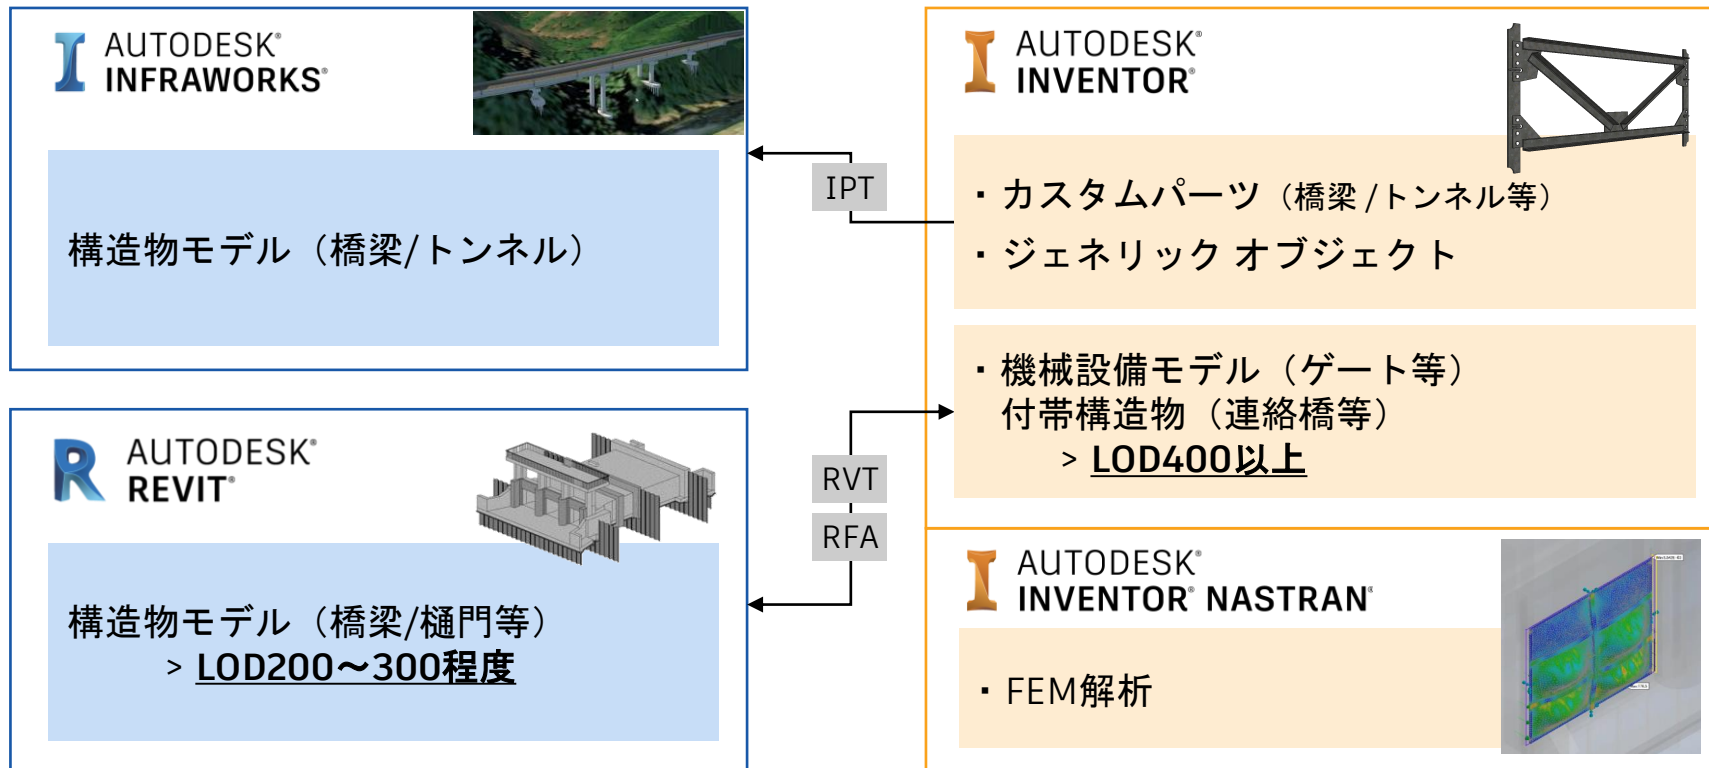 AUTODESK®
INFRAWORKS®
構造物モデル（橋梁/トンネル）
AUTODESK®
REVIT®
構造物モデル（橋梁/樋門等）
> LOD200～300程度
IPT
RVT
RFA
AUTODESK®
INVENTOR®
・カスタムパーツ（橋梁 /トンネル等）
・ジェネリック オブジェクト
・機械設備モデル（ゲート等）
付帯構造物（連絡橋等）
> LOD400以上
AUTODESK®
INVENTOR® NASTRAN®
・FEM解析